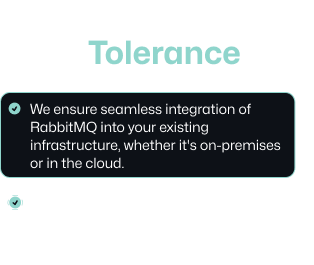 Tolerance
We ensure seamless integration of
RabbitMQ into your existing
infrastructure, whether it's on-premises
or in the cloud.